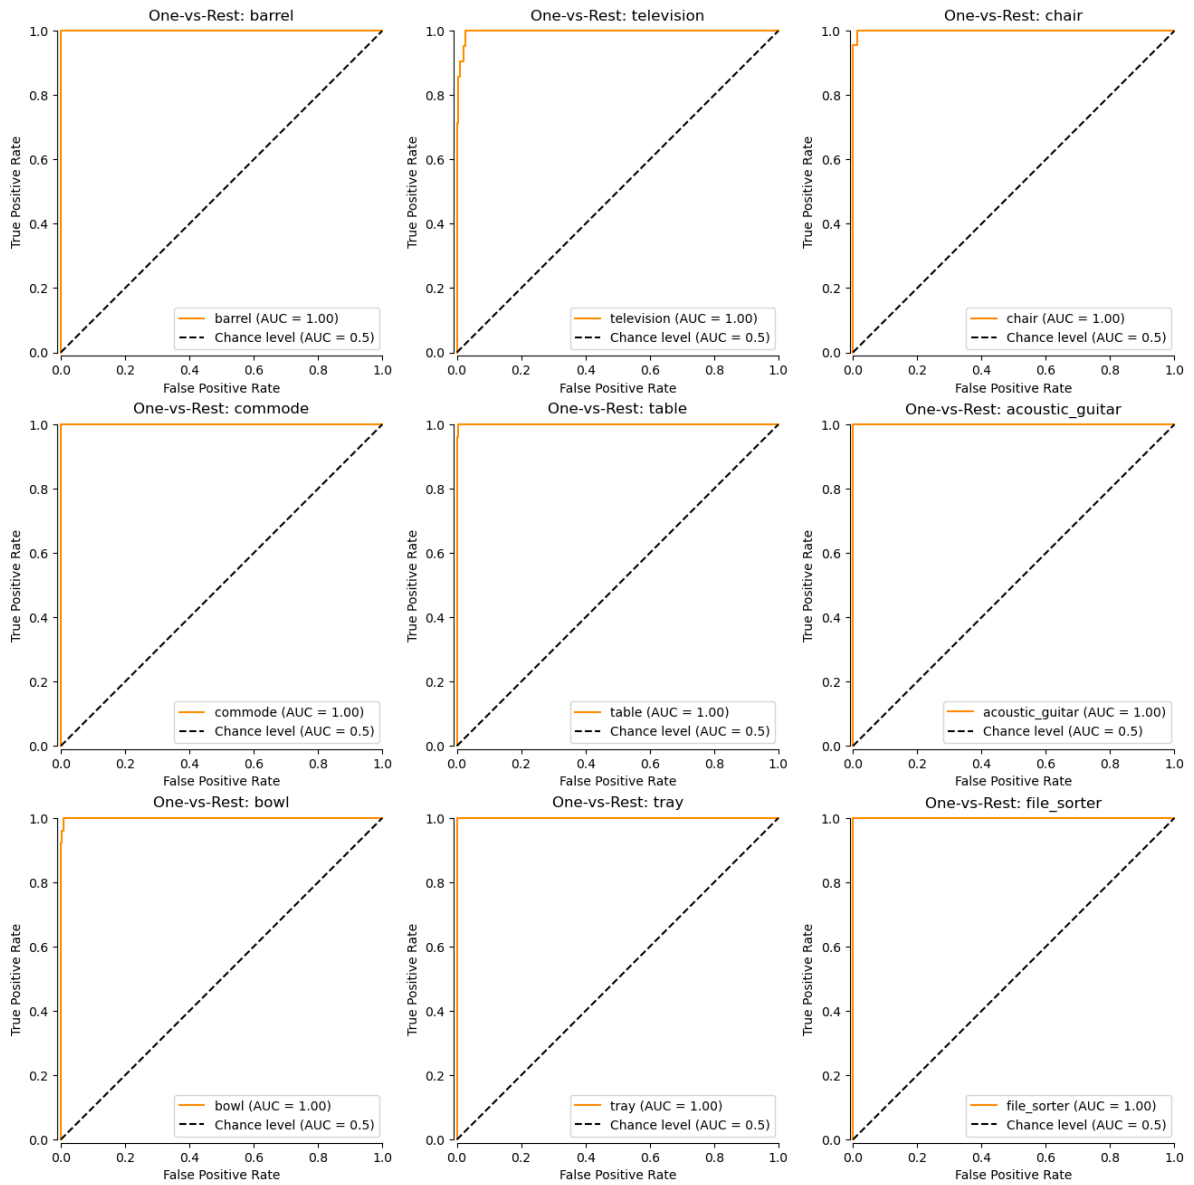 One-vs-Rest: barrel
1.0
0.8
0.6
0.4
0.2
0.0
True Positive Rate
barrel (AUC = 1.00)
Chance level (AUC = 0.5)
0.0 0.2 0.4 0.6 0.8 1.0
False Positive Rate
One-vs-Rest: television
1.0
0.8
0.6
0.4
0.2
0.0
True Positive Rate
television (AUC = 1.00)
Chance level (AUC = 0.5)
0.0 0.2 0.4 0.6 0.8 1.0
False Positive Rate
One-vs-Rest: chair
1.0
0.8
0.6
0.4
0.2
0.0
True Positive Rate
chair (AUC = 1.00)
Chance level (AUC = 0.5)
0.0 0.2 0.4 0.6 0.8 1.0
False Positive Rate
One-vs-Rest: commode
1.0
0.8
0.6
0.4
0.2
0.0
True Positive Rate
commode (AUC = 1.00)
Chance level (AUC = 0.5)
0.0 0.2 0.4 0.6 0.8 1.0
False Positive Rate
One-vs-Rest: table
1.0
0.8
0.6
0.4
0.2
0.0
True Positive Rate
table (AUC = 1.00)
Chance level (AUC = 0.5)
0.0 0.2 0.4 0.6 0.8 1.0
False Positive Rate
One-vs-Rest: acoustic_guitar
1.0
0.8
0.6
0.4
0.2
0.0
True Positive Rate
acoustic_guitar (AUC = 1.00)
Chance level (AUC = 0.5)
0.0 0.2 0.4 0.6 0.8 1.0
False Positive Rate
One-vs-Rest: bowl
1.0
0.8
0.6
0.4
0.2
0.0
True Positive Rate
bowl (AUC = 1.00)
Chance level (AUC = 0.5)
0.0 0.2 0.4 0.6 0.8 1.0
False Positive Rate
One-vs-Rest: tray
1.0
0.8
0.6
0.4
0.2
0.0
True Positive Rate
tray (AUC = 1.00)
Chance level (AUC = 0.5)
0.0 0.2 0.4 0.6 0.8 1.0
False Positive Rate
One-vs-Rest: file_sorter
1.0
0.8
0.6
0.4
0.2
0.0
True Positive Rate
file_sorter (AUC = 1.00)
Chance level (AUC = 0.5)
0.0 0.2 0.4 0.6 0.8 1.0
False Positive Rate